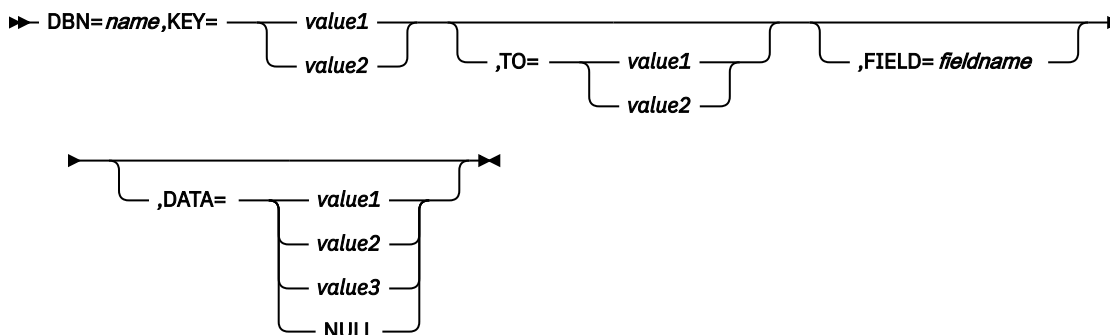 DBN=name,KEY= value1
value2
,TO= value1
value2
,FIELD= fieldname
,DATA= value1
value2
value3
NULL